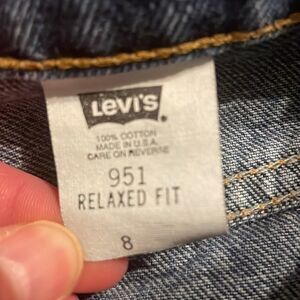 LEVI'S
100% COTTON
MADE IN U.S.A.
CARE ON REVERSE
951
RELAXED FIT
8